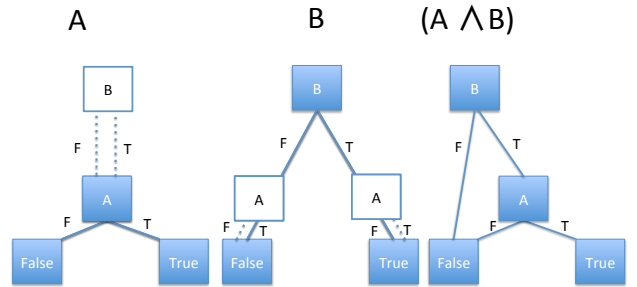 A B (A ∧ B)
B B B
F T F T F T
A A A A
F T F T F T F T
False True False True False True